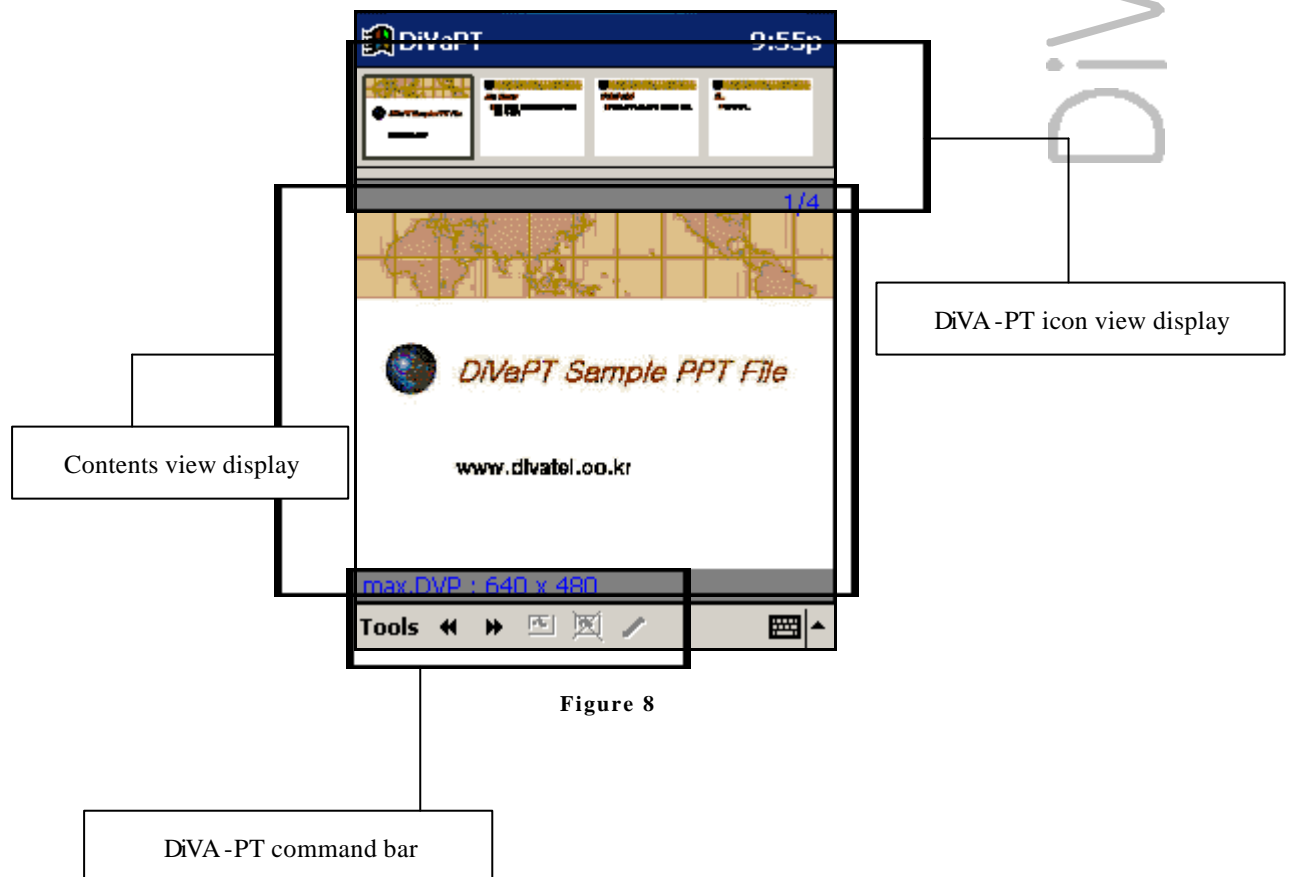 DiV
DiVaPT 9:55p
1/4
DiVA-PT icon view display
DiVaPT Sample PPT File
Contents view display
www.divatel.co.kr
max.DVP : 640 x 480
Tools
Figure 8
DiVA-PT command bar